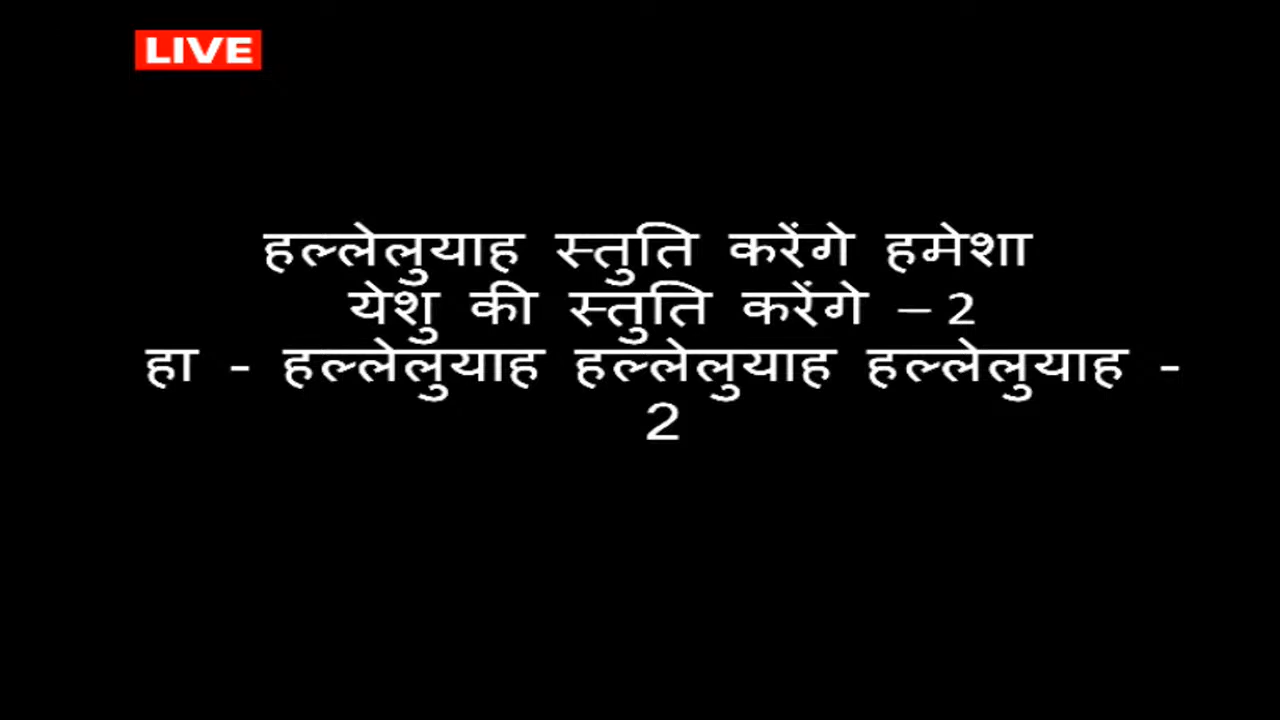 LIVE
हल्लेलुयाह स्तुति करेंगे हमेशा
येशु की स्तुति करेंगे – 2
हा - हल्लेलुयाह हल्लेलुयाह हल्लेलुयाह -
2